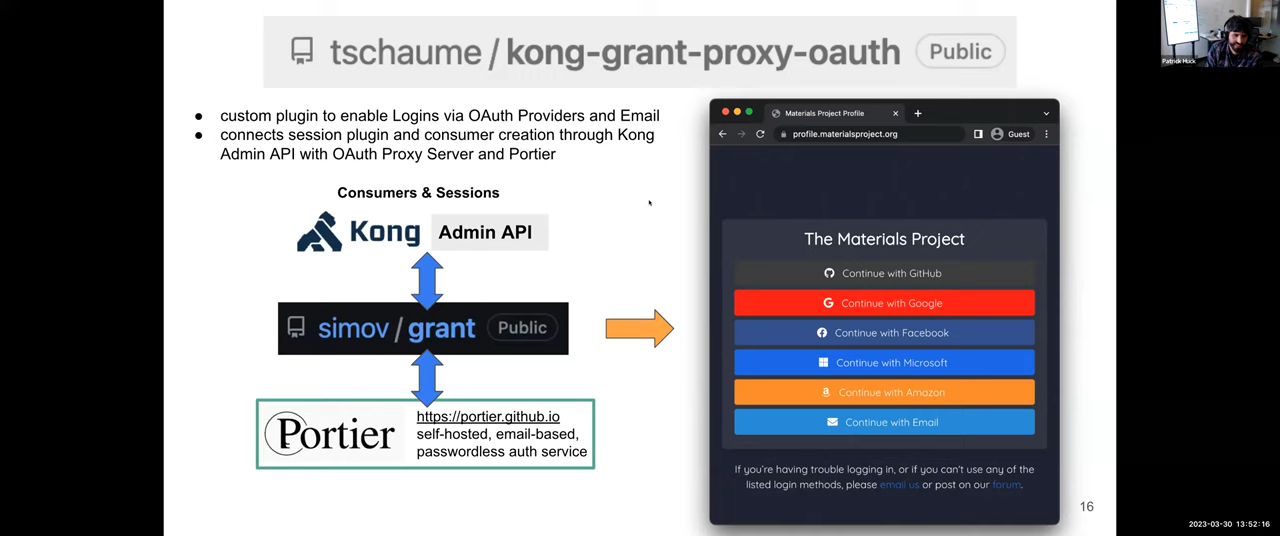 tschaume / kong-grant-proxy-oauth Public
Patrick Huck
● custom plugin to enable Logins via OAuth Providers and Email
● connects session plugin and consumer creation through Kong
Admin API with OAuth Proxy Server and Portier
Consumers & Sessions
Kong Admin API
simov / grant Public
Portier
https://portier.github.io
self-hosted, email-based,
passwordless auth service
Materials Project Profile
profile.materialsproject.org
Guest
The Materials Project
Continue with GitHub
Continue with Google
Continue with Facebook
Continue with Microsoft
Continue with Amazon
Continue with Email
If you're having trouble logging in, or if you can't use any of the
listed login methods, please email us or post on our forum.
16
2023-03-30 13:52:16